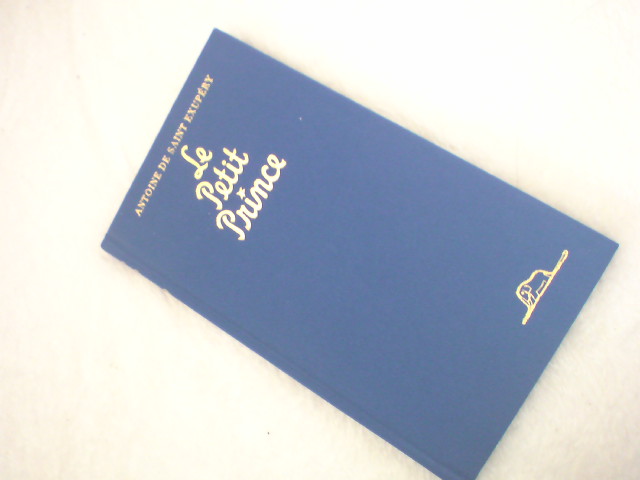 ANTOINE DE SAINT EXUPÉRY
Le
Petit
Prince